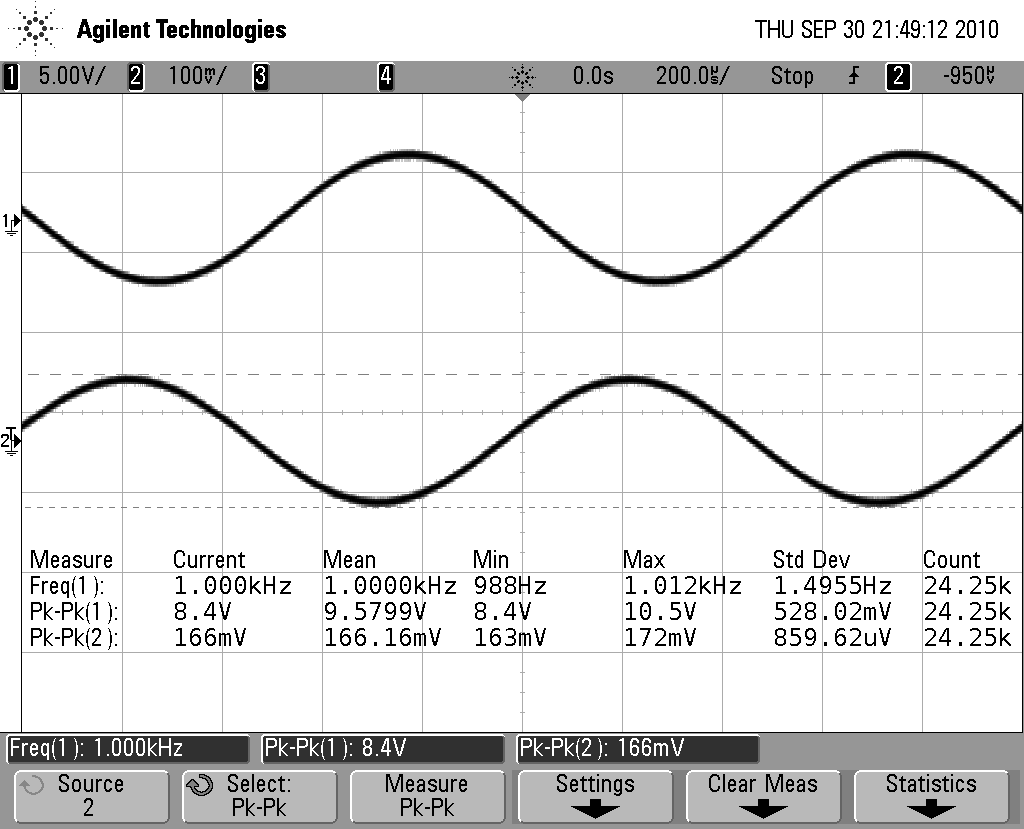 Agilent Technologies THU SEP 30 21:49:12 2010
1 5.00V/ 2 100mV/ 3 4 0.0s 200.0µs/ Stop 2 -950V
1
2
Measure Current Mean Min Max Std Dev Count
Freq(1): 1.000kHz 1.0000kHz 988Hz 1.012kHz 1.4955Hz 24.25k
Pk-Pk(1): 8.4V 9.5799V 8.4V 10.5V 528.02mV 24.25k
Pk-Pk(2): 166mV 166.16mV 163mV 172mV 859.62uV 24.25k
Freq(1): 1.000kHz Pk-Pk(1): 8.4V Pk-Pk(2): 166mV
Source Select: Measure Settings Clear Meas Statistics
2 Pk-Pk Pk-Pk